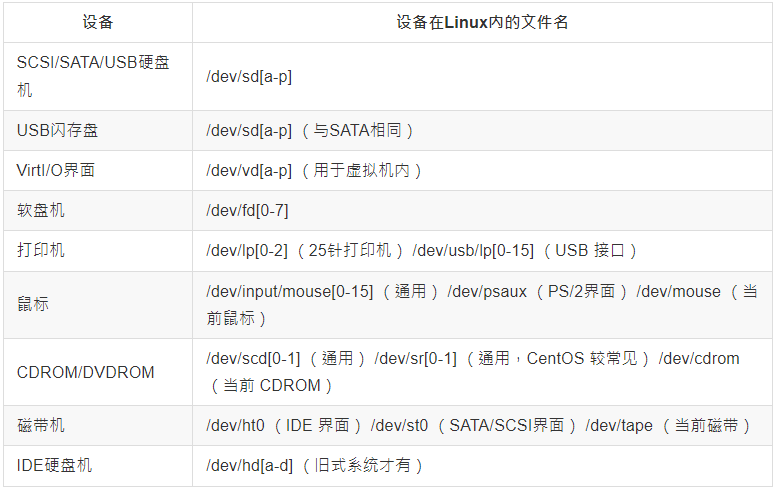 设备 设备在Linux内的文件名
SCSI/SATA/USB硬盘
机
/dev/sd[a-p]
USB闪存盘 /dev/sd[a-p] （与SATA相同）
VirtI/O界面 /dev/vd[a-p] （用于虚拟机内）
软盘机 /dev/fd[0-7]
打印机 /dev/lp[0-2] （25针打印机） /dev/usb/lp[0-15] （USB 接口）
鼠标
/dev/input/mouse[0-15] （通用） /dev/psaux （PS/2界面） /dev/mouse （当
前鼠标）
CDROM/DVDROM
/dev/scd[0-1] （通用） /dev/sr[0-1] （通用，CentOS 较常见） /dev/cdrom
（当前 CDROM）
磁带机 /dev/ht0 （IDE 界面） /dev/st0 （SATA/SCSI界面） /dev/tape （当前磁带）
IDE硬盘机 /dev/hd[a-d] （旧式系统才有）